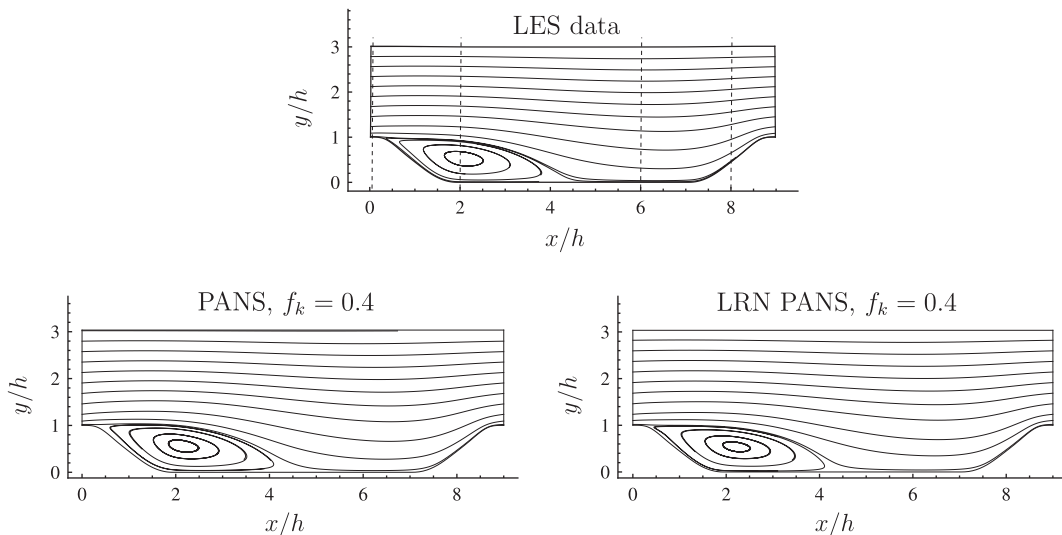 LES data
y/h
3
2
1
0
0 2 4 6 8
x/h
PANS, f_k = 0.4
y/h
3
2
1
0
0 2 4 6 8
x/h
LRN PANS, f_k = 0.4
y/h
3
2
1
0
0 2 4 6 8
x/h